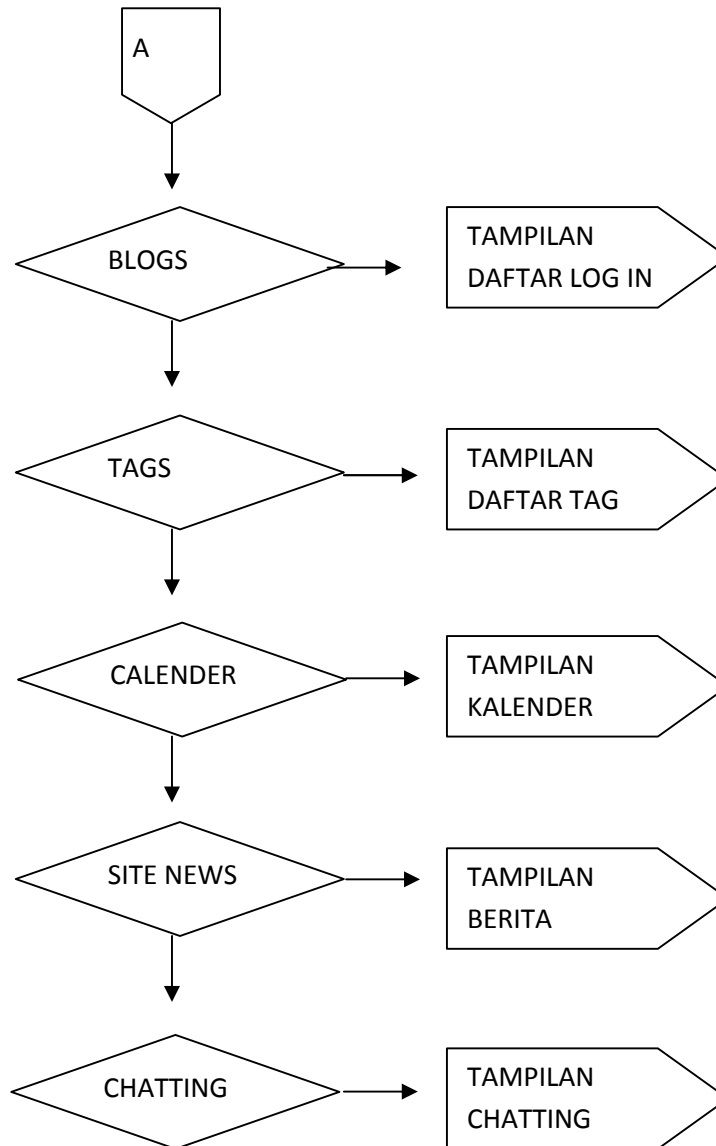 A
BLOGS
TAMPILAN
DAFTAR LOG IN
TAGS
TAMPILAN
DAFTAR TAG
CALENDER
TAMPILAN
KALENDER
SITE NEWS
TAMPILAN
BERITA
CHATTING
TAMPILAN
CHATTING